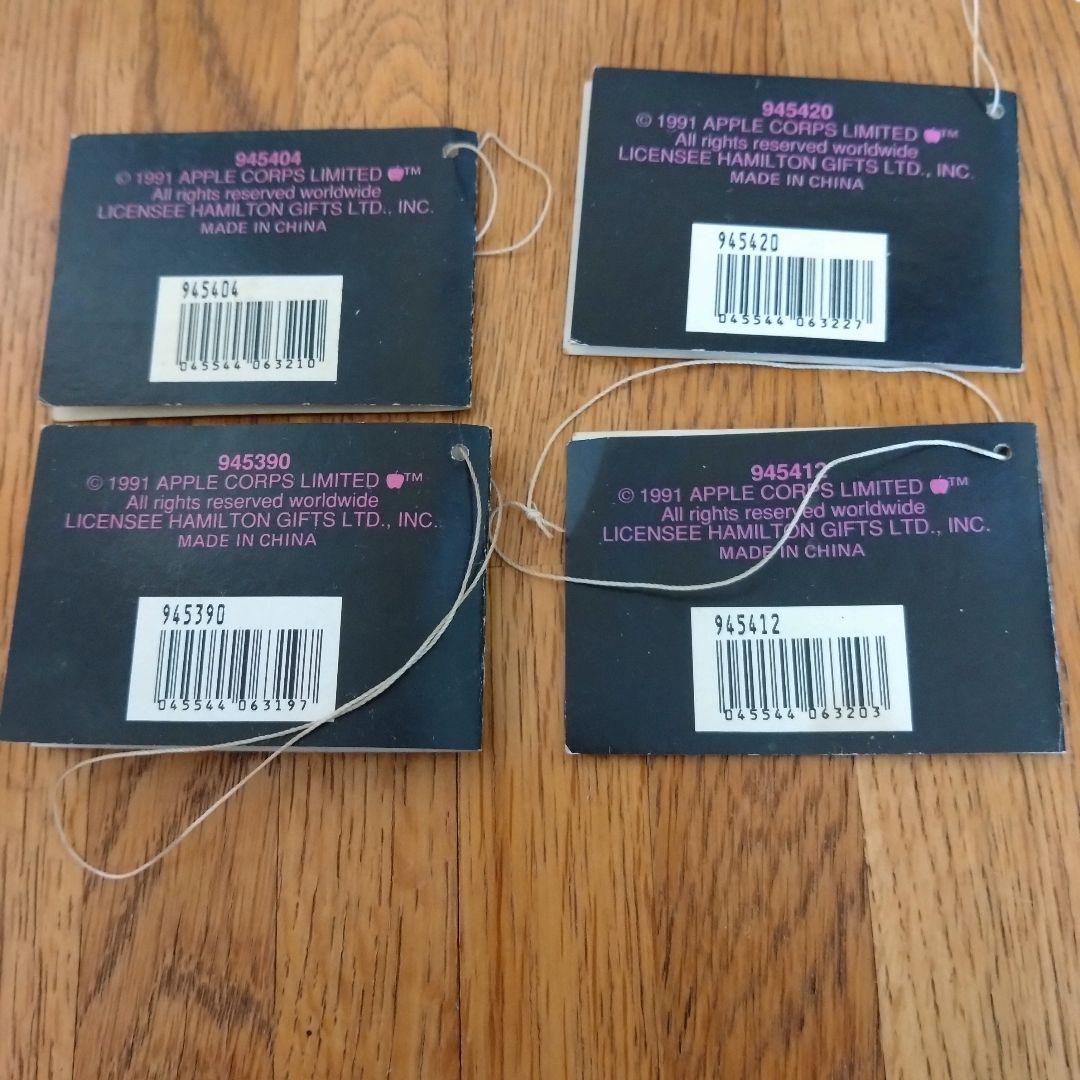 945404
© 1991 APPLE CORPS LIMITED ™
All rights reserved worldwide
LICENSEE HAMILTON GIFTS LTD., INC.
MADE IN CHINA
945404
045544 063210
945420
© 1991 APPLE CORPS LIMITED ™
All rights reserved worldwide
LICENSEE HAMILTON GIFTS LTD., INC.
MADE IN CHINA
945420
045544 063227
945390
© 1991 APPLE CORPS LIMITED ™
All rights reserved worldwide
LICENSEE HAMILTON GIFTS LTD., INC.
MADE IN CHINA
945390
045544 063197
945412
© 1991 APPLE CORPS LIMITED ™
All rights reserved worldwide
LICENSEE HAMILTON GIFTS LTD., INC.
MADE IN CHINA
945412
045544 063203